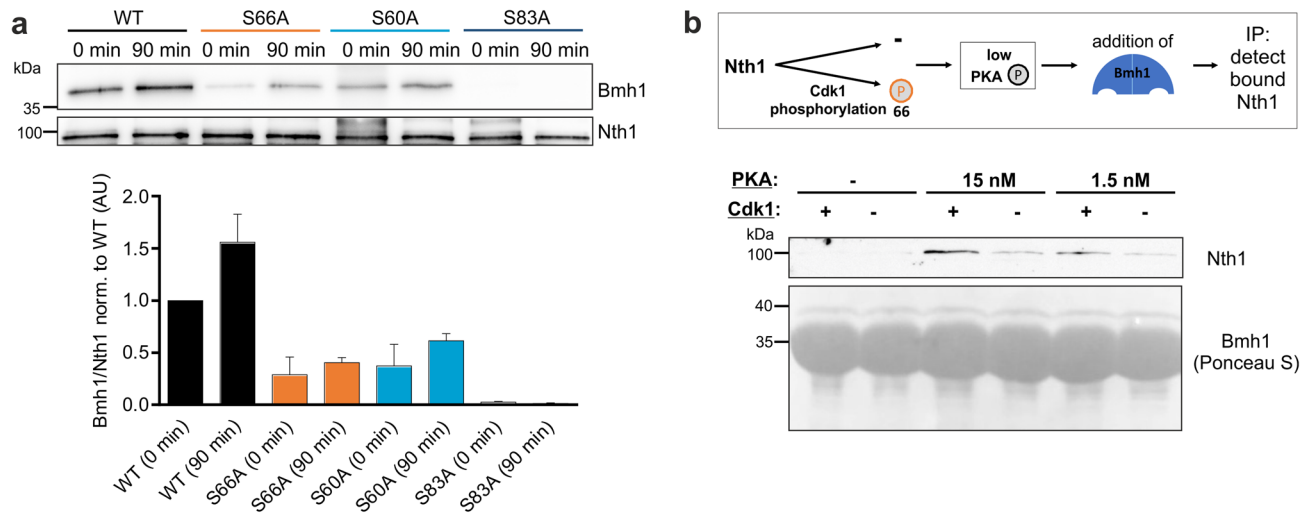 a
WT S66A S60A S83A
0 min 90 min 0 min 90 min 0 min 90 min 0 min 90 min
kDa
35
Bmh1
100
Nth1
Bmh1/Nth1 norm. to WT (AU)
2.0
1.5
1.0
0.5
0.0
WT (0 min)
WT (90 min)
S66A (0 min)
S66A (90 min)
S60A (0 min)
S60A (90 min)
S83A (0 min)
S83A (90 min)
b
Nth1
-
P
66
Cdk1
phosphorylation
low
PKA P
addition of
Bmh1
IP:
detect
bound
Nth1
PKA: - 15 nM 1.5 nM
Cdk1: + - + - + -
kDa
100
Nth1
40
35
Bmh1
(Ponceau S)